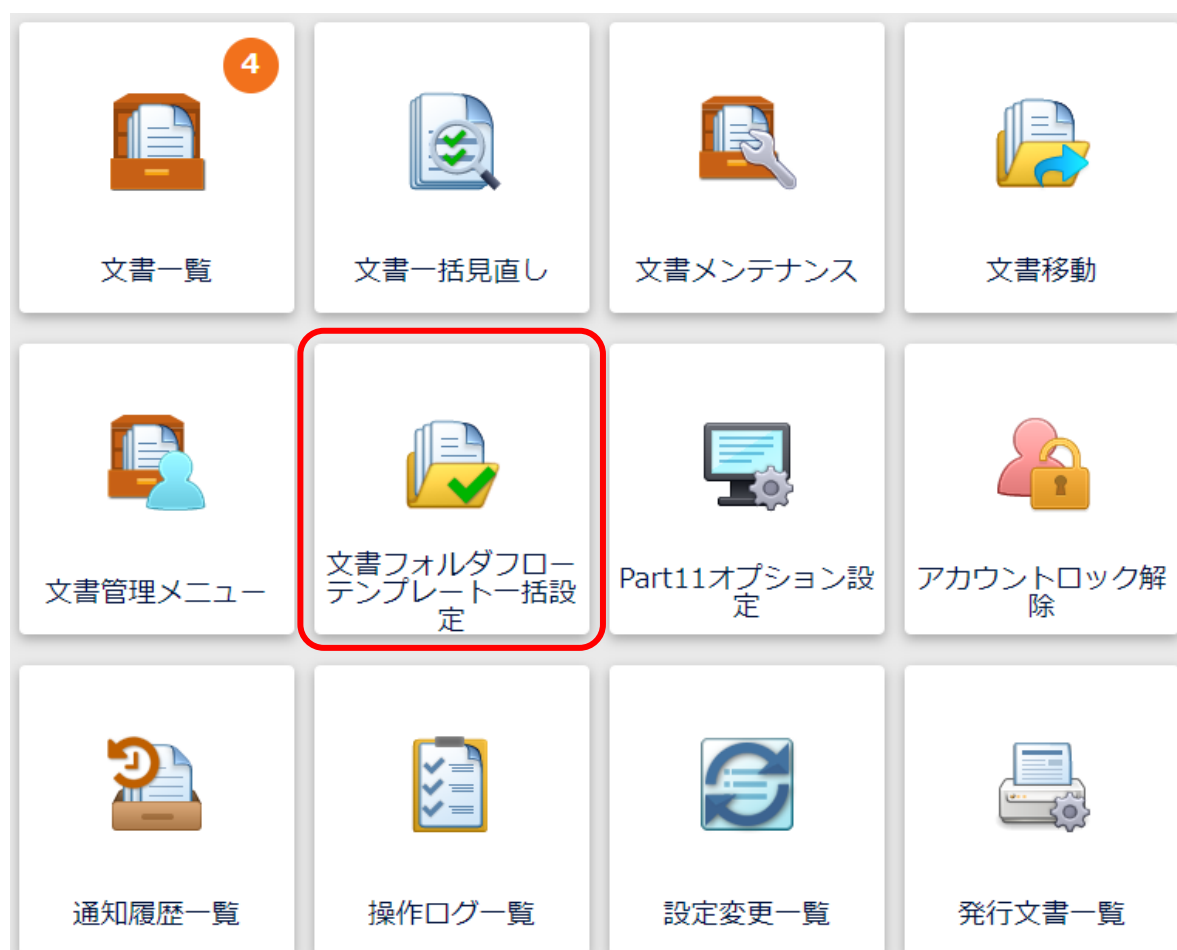 4
文書一覧
文書一括見直し
文書メンテナンス
文書移動
文書管理メニュー
文書フォルダフロー
テンプレート一括設
定
Part11オプション設
定
アカウントロック解
除
通知履歴一覧
操作ログ一覧
設定変更一覧
発行文書一覧